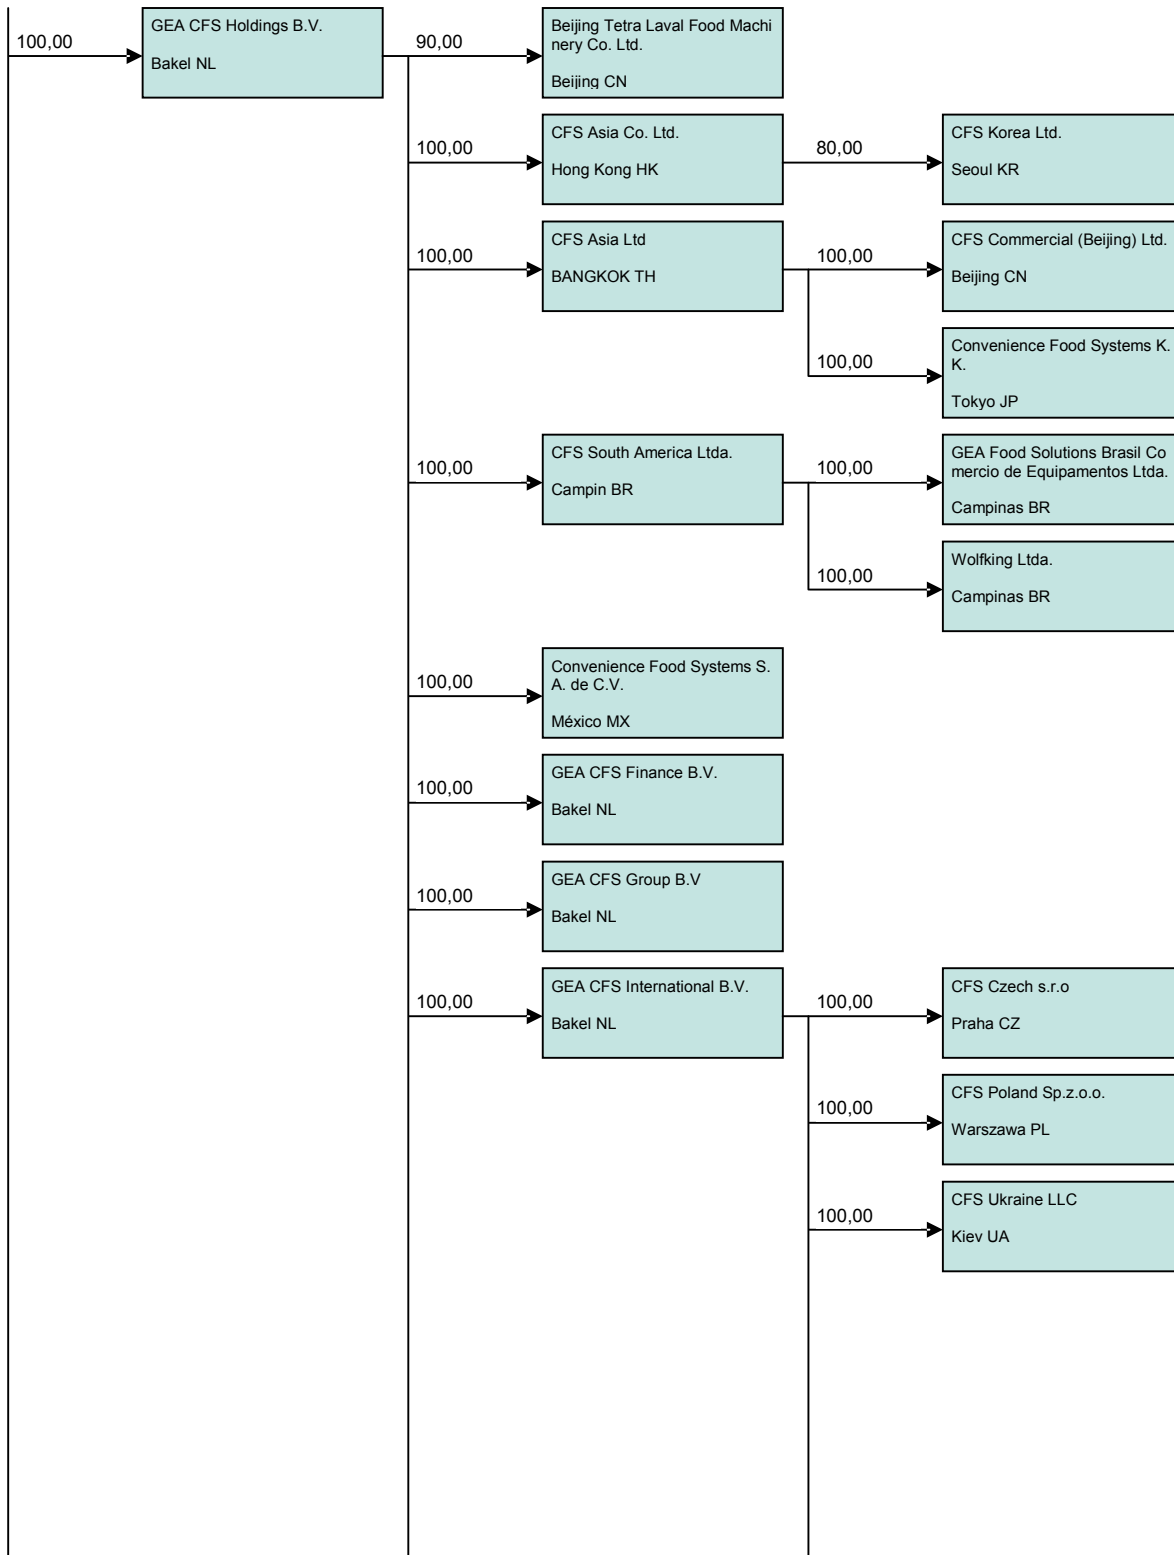 GEA CFS Holdings B.V.
100,00
Bakel NL
90,00
Beijing Tetra Laval Food Machi
nery Co. Ltd.
Beijing CN
100,00
CFS Asia Co. Ltd.
Hong Kong HK
80,00
CFS Korea Ltd.
Seoul KR
100,00
CFS Asia Ltd
BANGKOK TH
100,00
CFS Commercial (Beijing) Ltd.
Beijing CN
100,00
Convenience Food Systems K.
K.
Tokyo JP
100,00
CFS South America Ltda.
Campin BR
100,00
GEA Food Solutions Brasil Co
mercio de Equipamentos Ltda.
Campinas BR
100,00
Wolfking Ltda.
Campinas BR
100,00
Convenience Food Systems S.
A. de C.V.
México MX
100,00
GEA CFS Finance B.V.
Bakel NL
100,00
GEA CFS Group B.V
Bakel NL
100,00
GEA CFS International B.V.
Bakel NL
100,00
CFS Czech s.r.o
Praha CZ
100,00
CFS Poland Sp.z.o.o.
Warszawa PL
100,00
CFS Ukraine LLC
Kiev UA